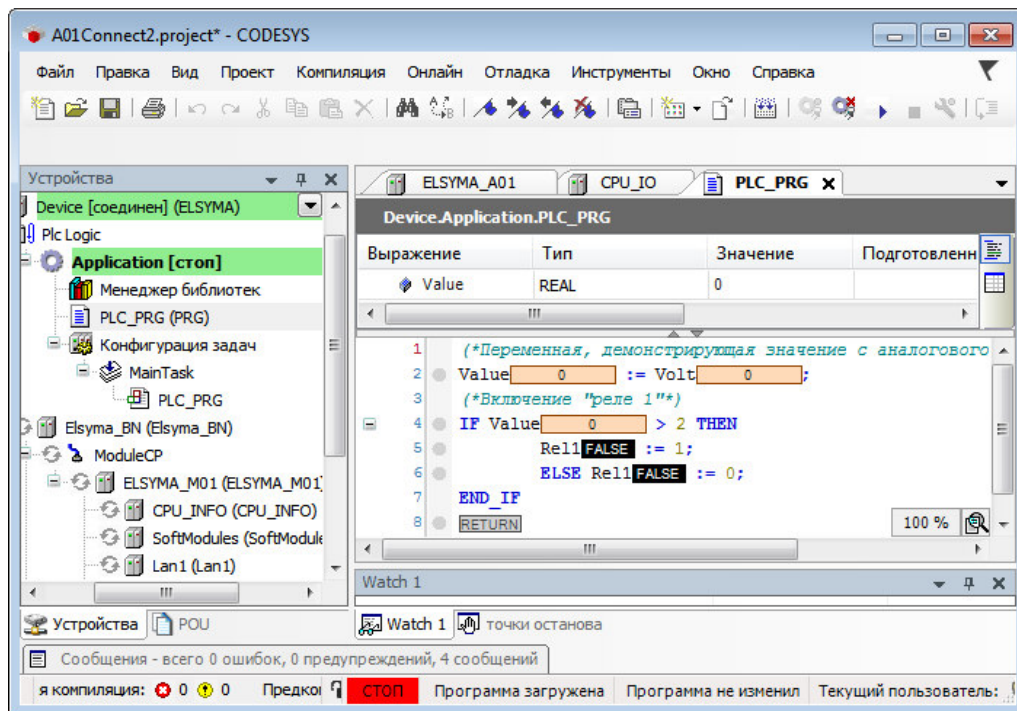 A01Connect2.project* - CODESYS
Файл Правка Вид Проект Компиляция Онлайн Отладка Инструменты Окно Справка
Устройства
Device [соединен] (ELSYMA)
Plc Logic
Application [стоп]
Менеджер библиотек
PLC_PRG (PRG)
Конфигурация задач
MainTask
PLC_PRG
Elsyma_BN (Elsyma_BN)
ModuleCP
ELSYMA_M01 (ELSYMA_M01)
CPU_INFO (CPU_INFO)
SoftModules (SoftModule
Lan1 (Lan1)
Устройства POU
ELSYMA_A01 CPU_IO PLC_PRG
Device.Application.PLC_PRG
Выражение Тип Значение Подготовленн
Value REAL 0
1 (*Переменная, демонстрирующая значение с аналогового
2 Value 0 := Volt 0 ;
3 (*Включение "реле 1"*)
4 IF Value 0 > 2 THEN
5 Rel1 FALSE := 1;
6 ELSE Rel1 FALSE := 0;
7 END_IF
8 RETURN
100 %
Watch 1
Watch 1 точки останова
Сообщения - всего 0 ошибок, 0 предупреждений, 4 сообщений
я компиляция: 0 0 Предко СТОП Программа загружена Программа не изменил Текущий пользователь: